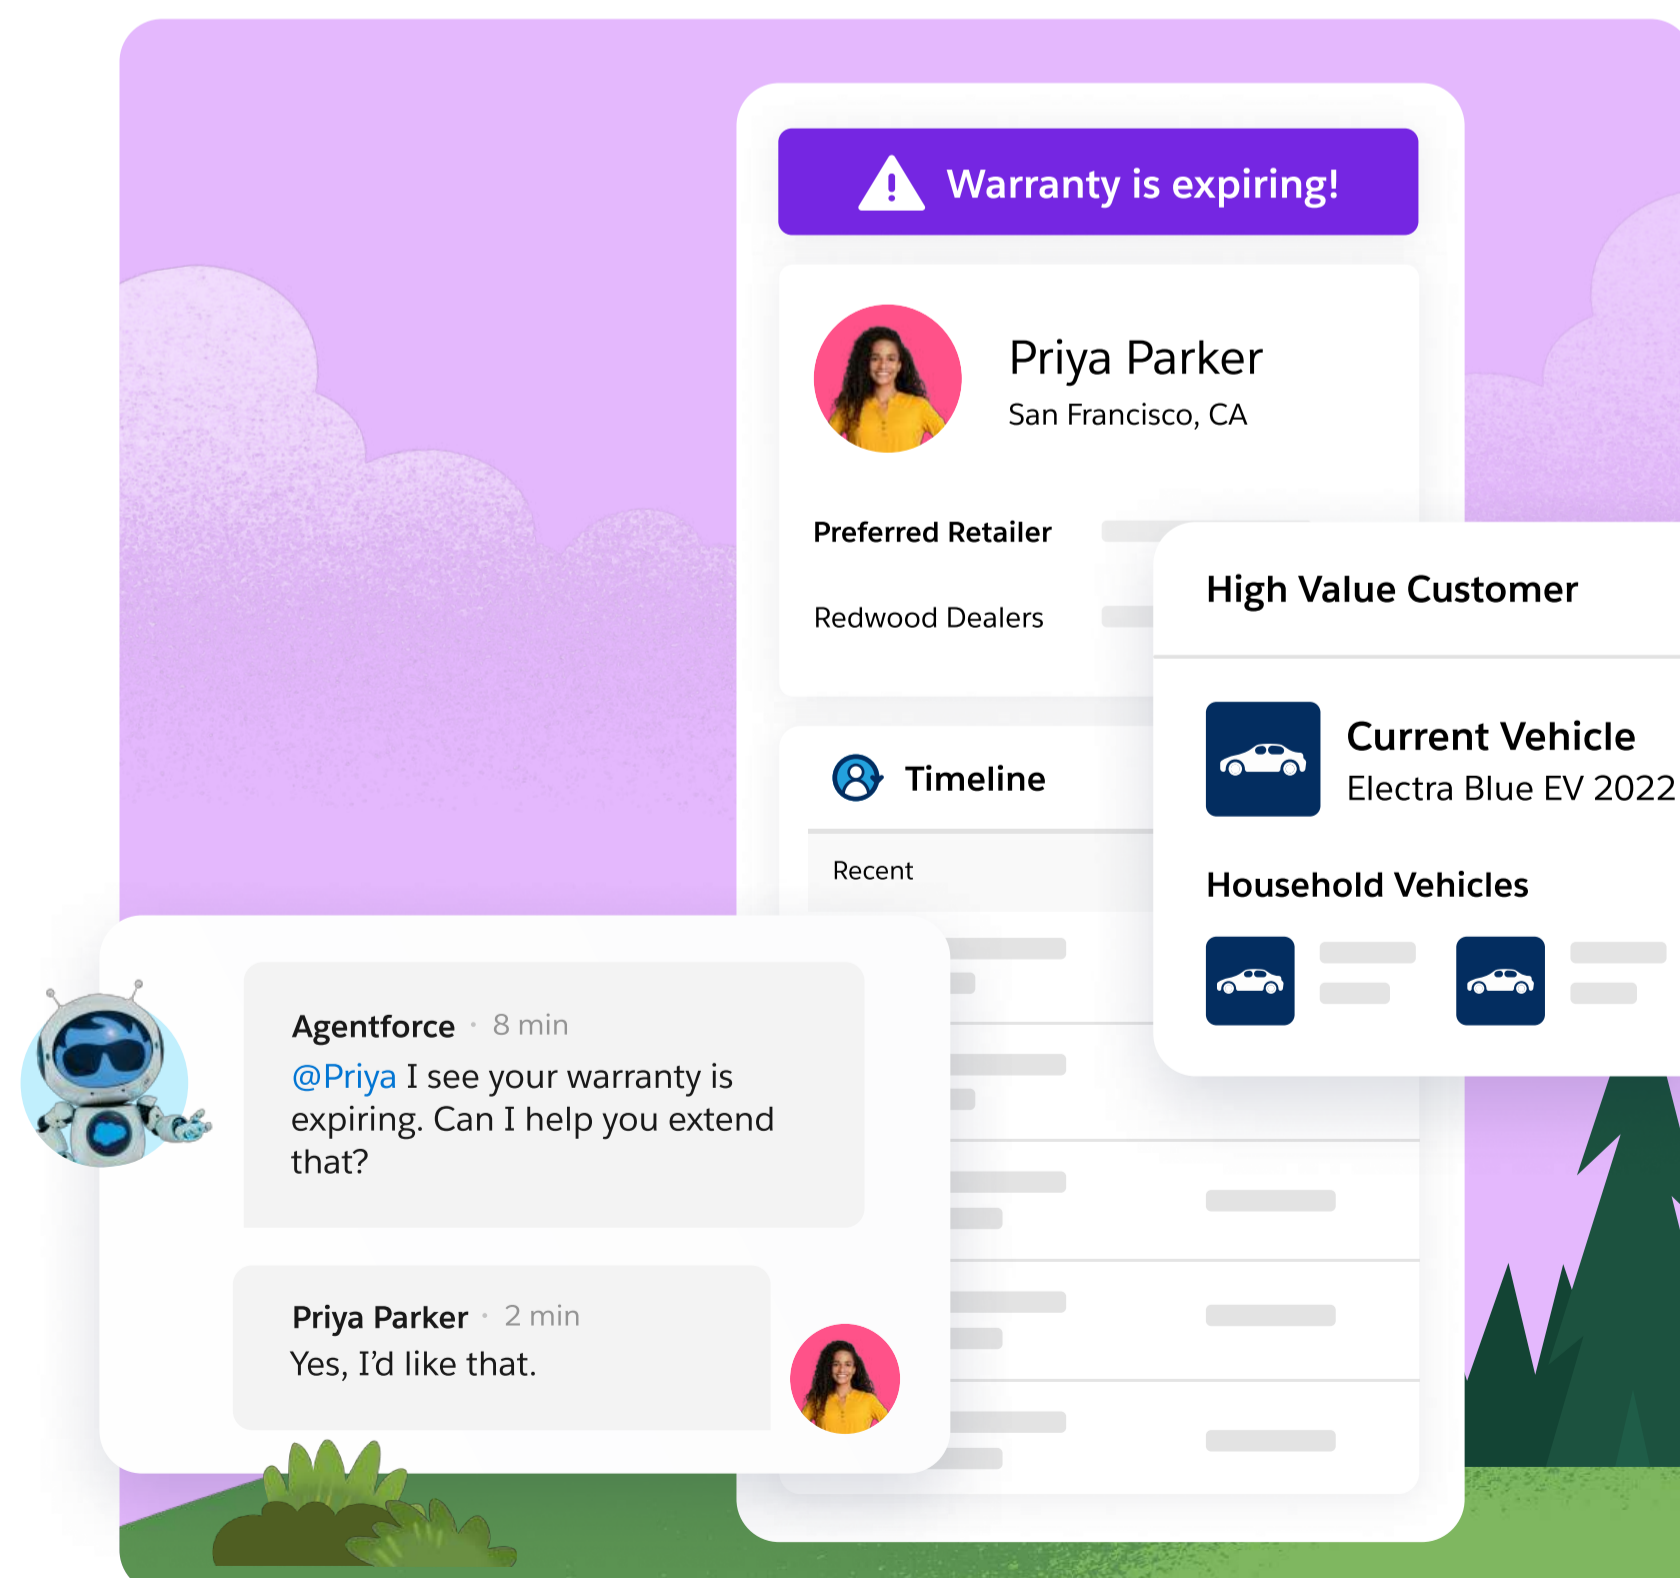 Warranty is expiring!
Priya Parker
San Francisco, CA
Preferred Retailer
Redwood Dealers
High Value Customer
Current Vehicle
Electra Blue EV 2022
Household Vehicles
Timeline
Recent
Agentforce · 8 min
@Priya I see your warranty is
expiring. Can I help you extend
that?
Priya Parker · 2 min
Yes, I’d like that.